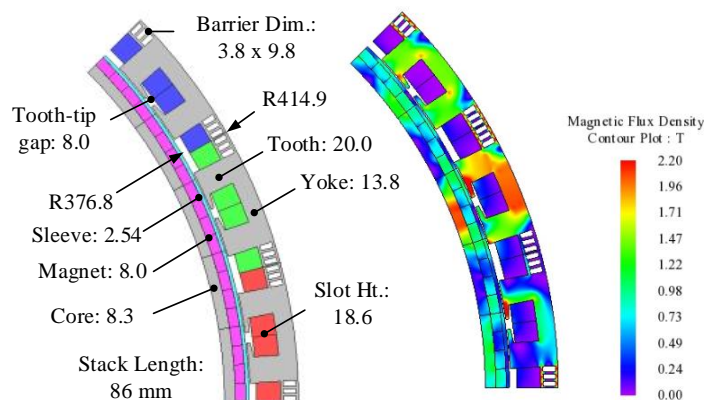 Barrier Dim.:
3.8 x 9.8
R414.9
Tooth-tip
gap: 8.0
Tooth: 20.0
R376.8
Yoke: 13.8
Sleeve: 2.54
Magnet: 8.0
Core: 8.3
Slot Ht.:
18.6
Stack Length:
86 mm
Magnetic Flux Density
Contour Plot : T
2.20
1.96
1.71
1.47
1.22
0.98
0.73
0.49
0.24
0.00